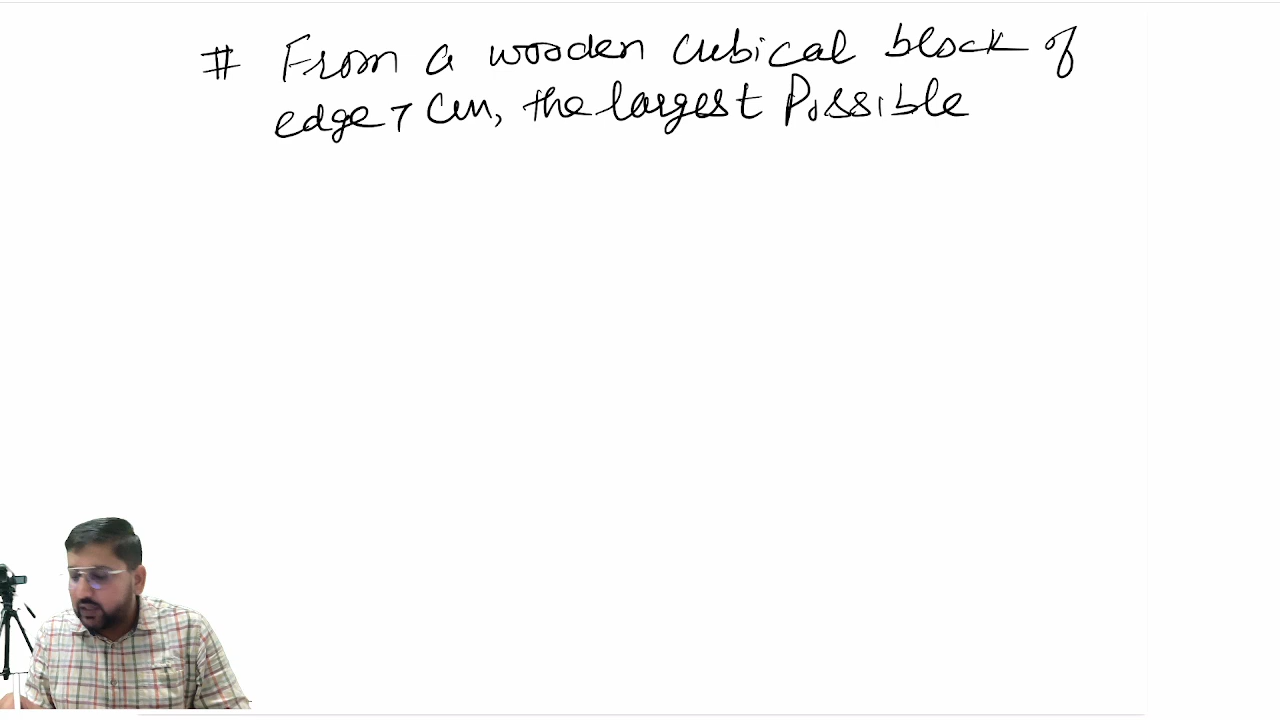 # From a wooden cubical block of
edge 7 cm, the largest Possible